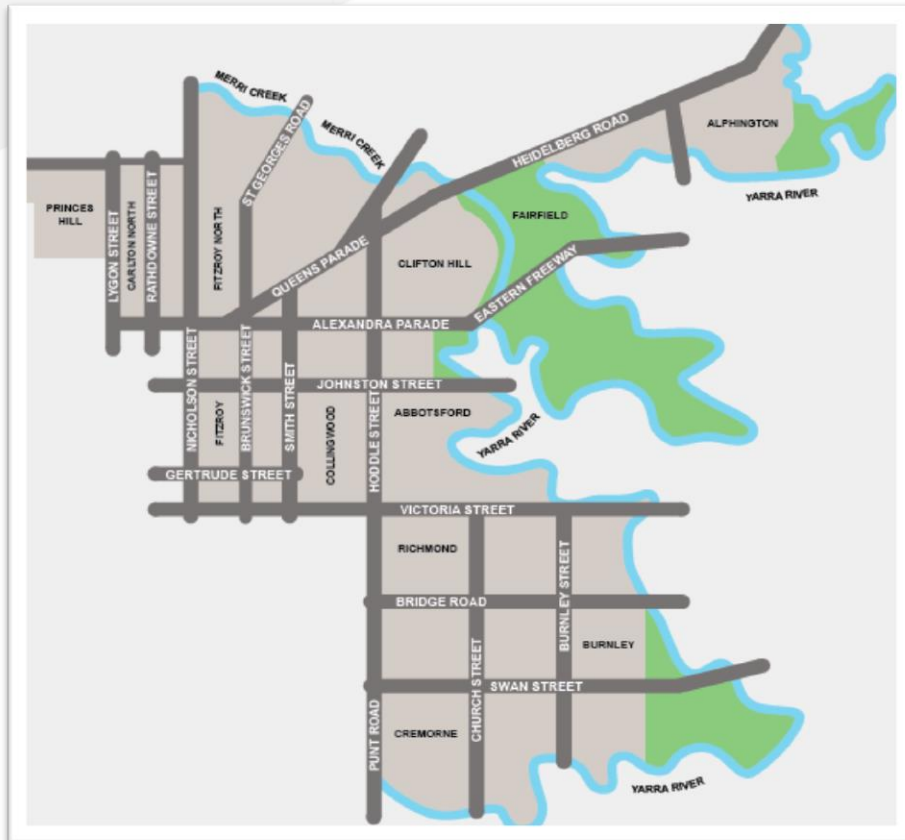 MERRI CREEK
ST GEORGES ROAD
MERRI CREEK
HEIDELBERG ROAD
ALPHINGTON
YARRA RIVER
PRINCES
HILL
LYGON STREET
CARLTON NORTH
RATHDOWNE STREET
FITZROY NORTH
QUEENS PARADE
CLIFTON HILL
FAIRFIELD
EASTERN FREEWAY
ALEXANDRA PARADE
NICHOLSON STREET
FITZROY
BRUNSWICK STREET
SMITH STREET
COLLINGWOOD
HODDLE STREET
JOHNSTON STREET
ABBOTSFORD
YARRA RIVER
GERTRUDE STREET
VICTORIA STREET
RICHMOND
BURNLEY STREET
BRIDGE ROAD
CHURCH STREET
BURNLEY
SWAN STREET
PUNT ROAD
CREMORNE
YARRA RIVER